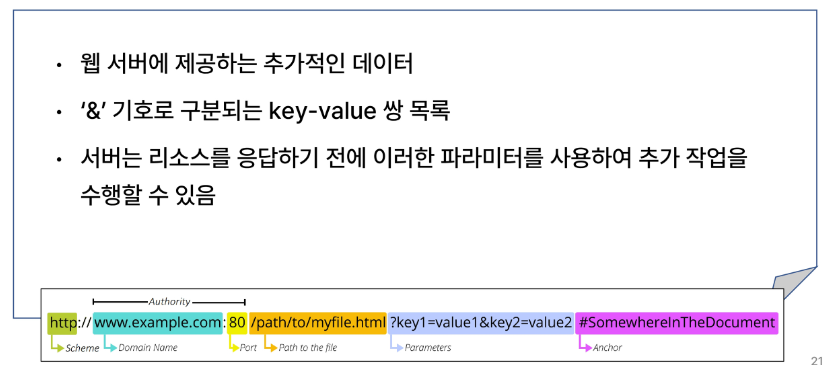 • 웹 서버에 제공하는 추가적인 데이터
• ‘&’ 기호로 구분되는 key-value 쌍 목록
• 서버는 리소스를 응답하기 전에 이러한 파라미터를 사용하여 추가 작업을
수행할 수 있음
Authority
http://www.example.com:80/path/to/myfile.html?key1=value1&key2=value2#SomewhereInTheDocument
Scheme Domain Name Port Path to the file Parameters Anchor
21